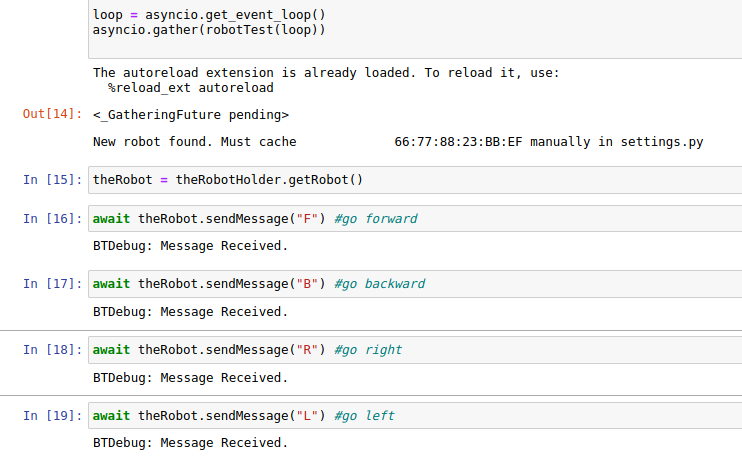 loop = asyncio.get_event_loop()
asyncio.gather(robotTest(loop))
The autoreload extension is already loaded. To reload it, use:
  %reload_ext autoreload
Out[14]: <_GatheringFuture pending>
New robot found. Must cache             66:77:88:23:BB:EF manually in settings.py
In [15]: theRobot = theRobotHolder.getRobot()
In [16]: await theRobot.sendMessage("F") #go forward
BTDebug: Message Received.
In [17]: await theRobot.sendMessage("B") #go backward
BTDebug: Message Received.
In [18]: await theRobot.sendMessage("R") #go right
BTDebug: Message Received.
In [19]: await theRobot.sendMessage("L") #go left
BTDebug: Message Received.